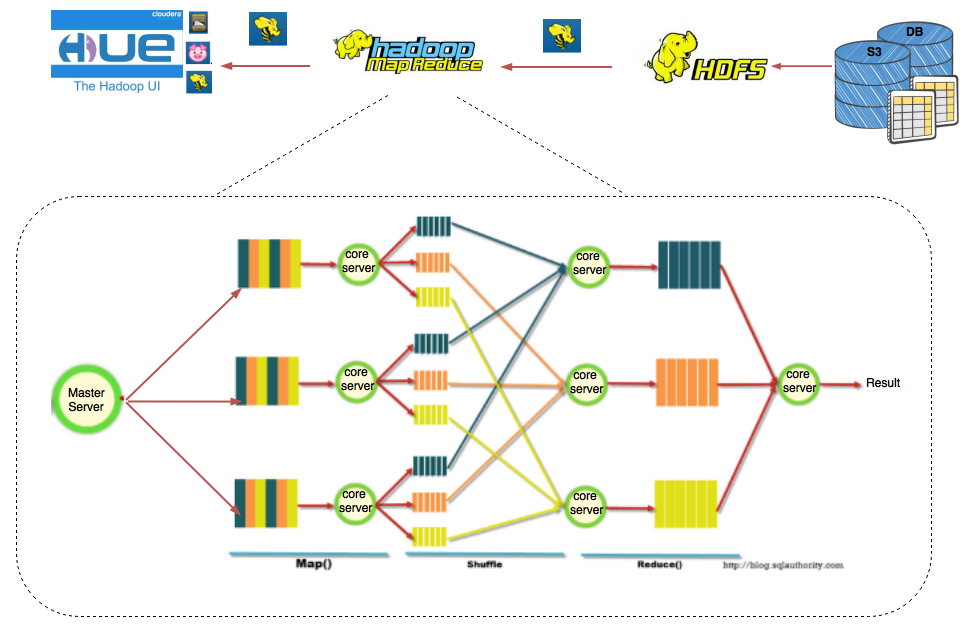 cloudera
HUE
The Hadoop UI
hadoop
Map Reduce
HDFS
S3
DB
core
server
core
server
Master
Server
core
server
core
server
core
server
Result
core
server
core
server
Map()
Shuffle
Reduce()
http://blog.sqlauthority.com